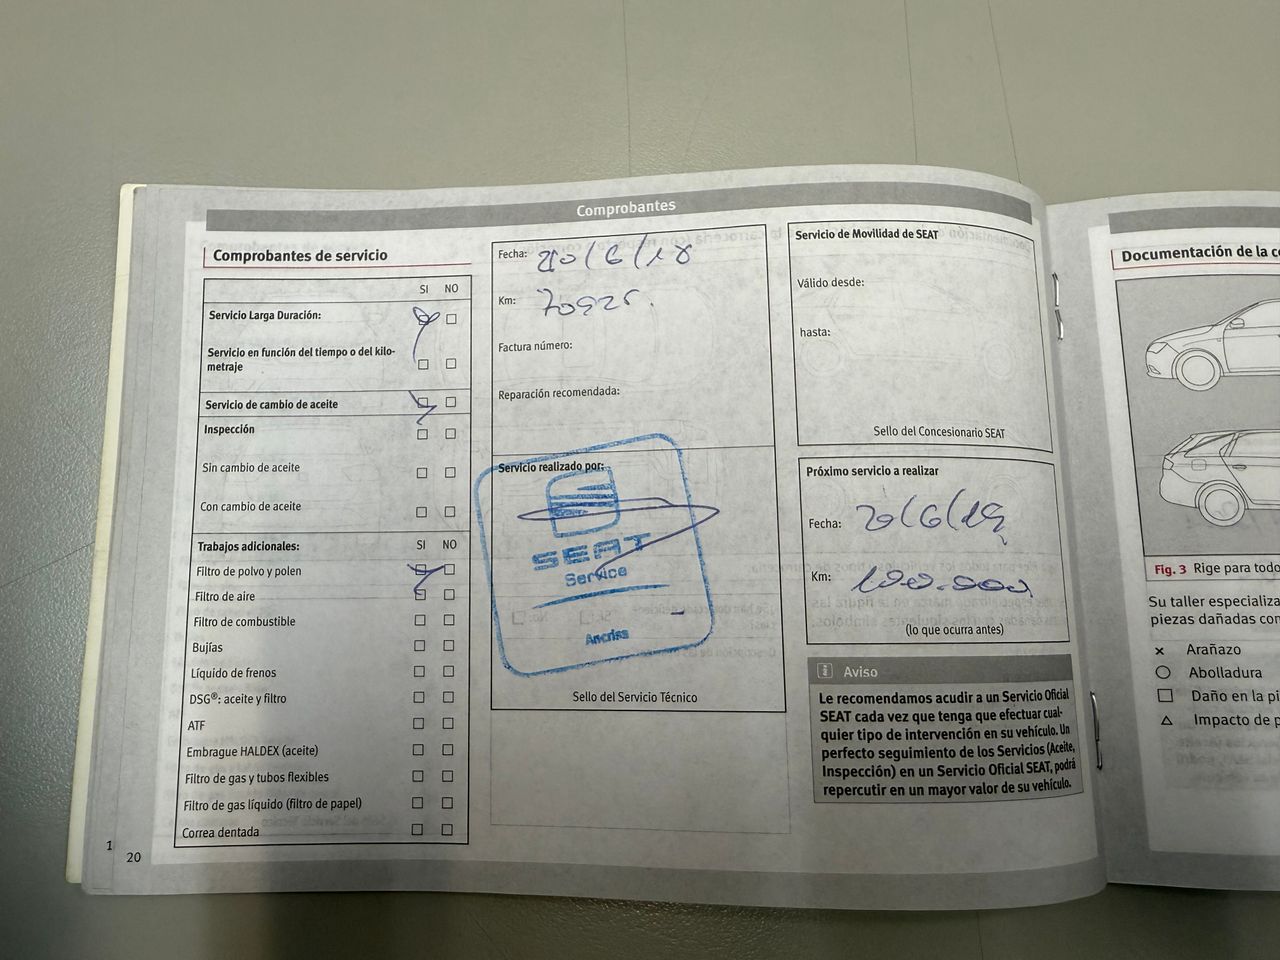 Comprobantes
Comprobantes de servicio
SI NO
Servicio Larga Duración:
Servicio en función del tiempo o del kilo-
metraje
Servicio de cambio de aceite
Inspección
Sin cambio de aceite
Con cambio de aceite
Trabajos adicionales: SI NO
Filtro de polvo y polen
Filtro de aire
Filtro de combustible
Bujías
Líquido de frenos
DSG®: aceite y filtro
ATF
Embrague HALDEX (aceite)
Filtro de gas y tubos flexibles
Filtro de gas líquido (filtro de papel)
Correa dentada
1
20
Fecha: 20/6/18
Km: 70925.
Factura número:
Reparación recomendada:
Servicio realizado por:
SEAT
Service
Sello del Servicio Técnico
Servicio de Movilidad de SEAT
Válido desde:
hasta:
Sello del Concesionario SEAT
Próximo servicio a realizar
Fecha: 20/6/19
Km: 100.000
(lo que ocurra antes)
Aviso
Le recomendamos acudir a un Servicio Oficial
SEAT cada vez que tenga que efectuar cual-
quier tipo de intervención en su vehículo. Un
perfecto seguimiento de los Servicios (Aceite,
Inspección) en un Servicio Oficial SEAT, podrá
repercutir en un mayor valor de su vehículo.
Documentación de la
Fig. 3 Rige para todo
Su taller especializa
piezas dañadas con
Arañazo
Abolladura
Daño en la pi
Impacto de p